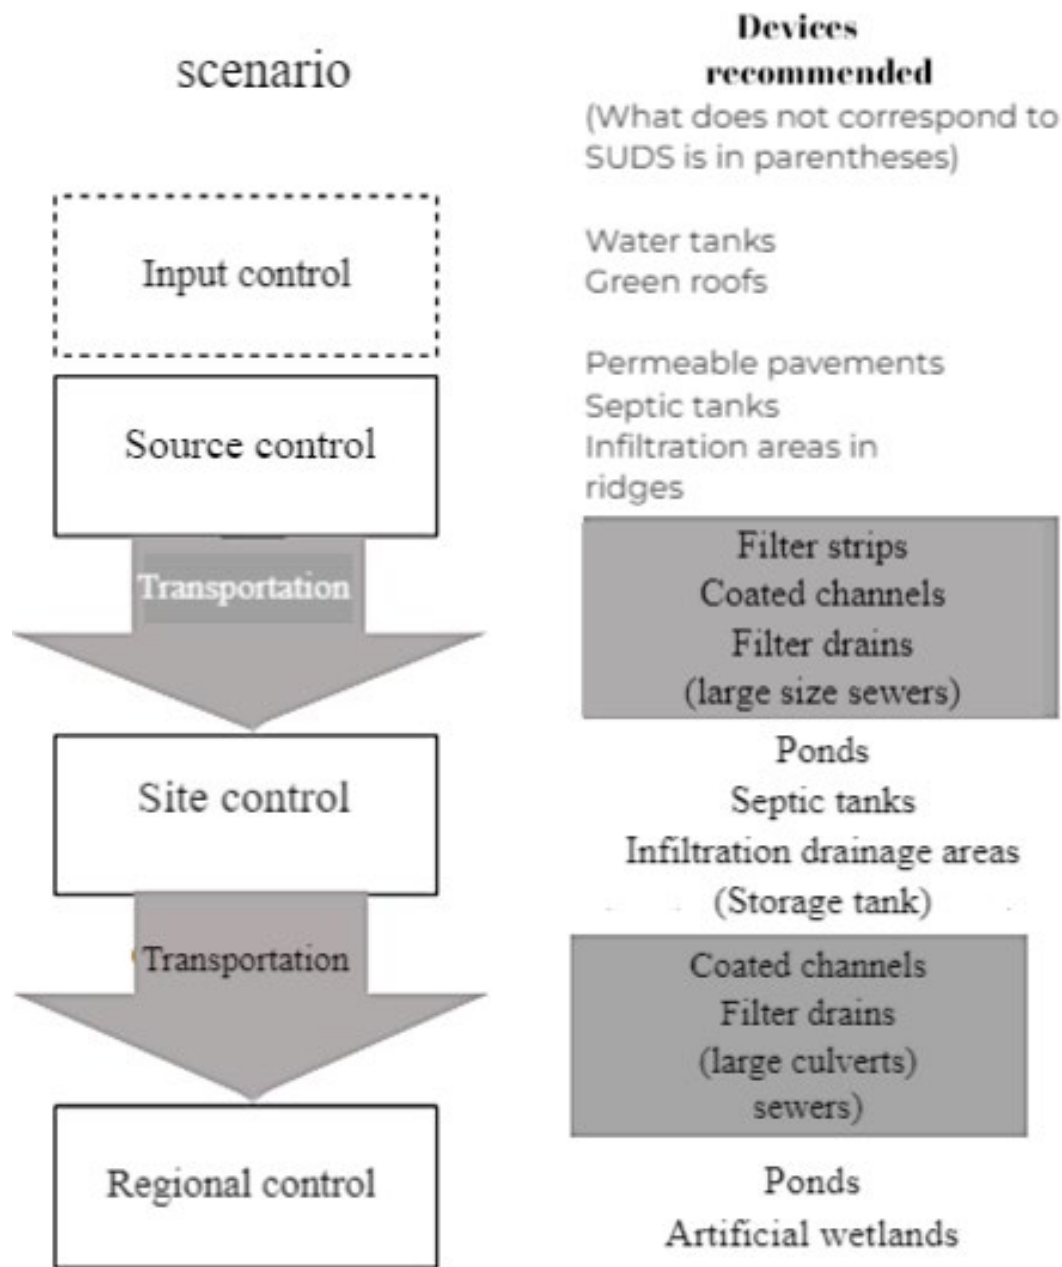 scenario
Devices
recommended
(What does not correspond to
SUDS is in parentheses)
Input control
Water tanks
Green roofs
Source control
Permeable pavements
Septic tanks
Infiltration areas in
ridges
Transportation
Filter strips
Coated channels
Filter drains
(large size sewers)
Site control
Ponds
Septic tanks
Infiltration drainage areas
(Storage tank)
Transportation
Coated channels
Filter drains
(large culverts)
sewers)
Regional control
Ponds
Artificial wetlands